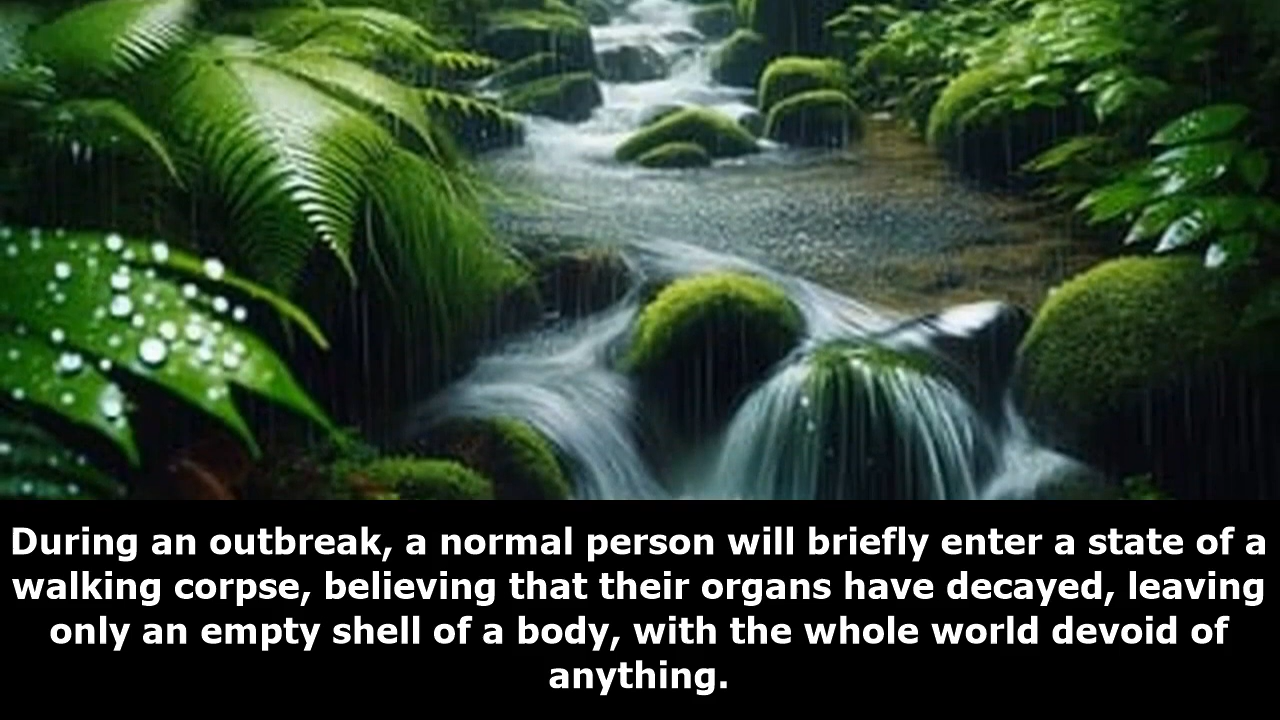 During an outbreak, a normal person will briefly enter a state of a
walking corpse, believing that their organs have decayed, leaving
only an empty shell of a body, with the whole world devoid of
anything.